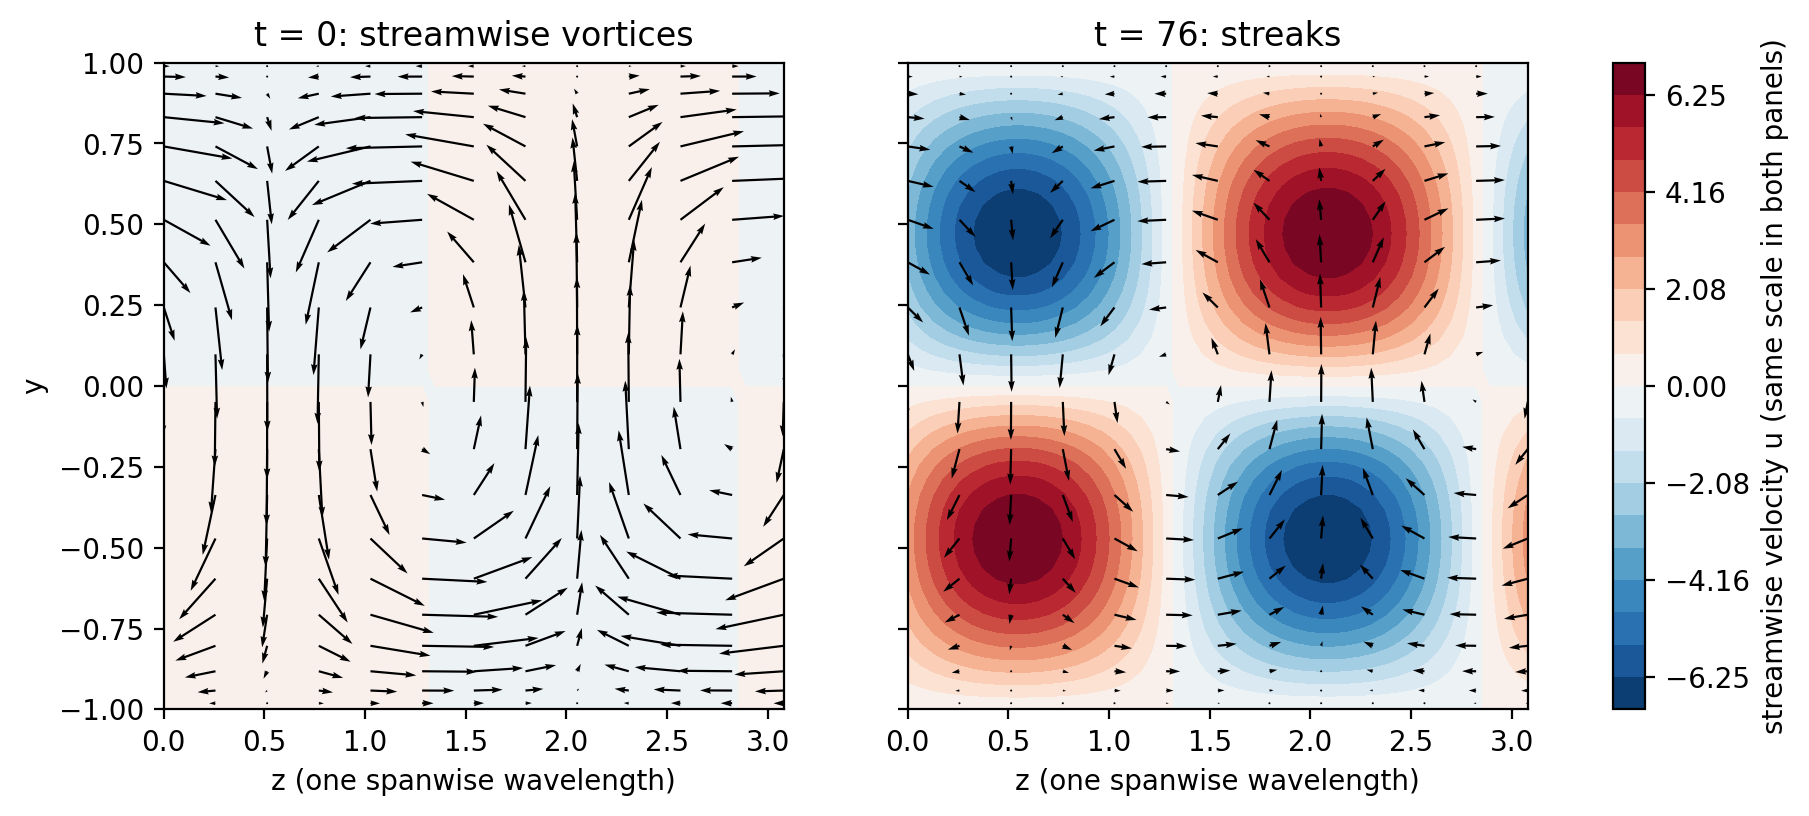 t = 0: streamwise vortices
t = 76: streaks
1.00
0.75
0.50
0.25
0.00
−0.25
−0.50
−0.75
−1.00
y
0.0 0.5 1.0 1.5 2.0 2.5 3.0
z (one spanwise wavelength)
0.0 0.5 1.0 1.5 2.0 2.5 3.0
z (one spanwise wavelength)
6.25
4.16
2.08
0.00
−2.08
−4.16
−6.25
streamwise velocity u (same scale in both panels)